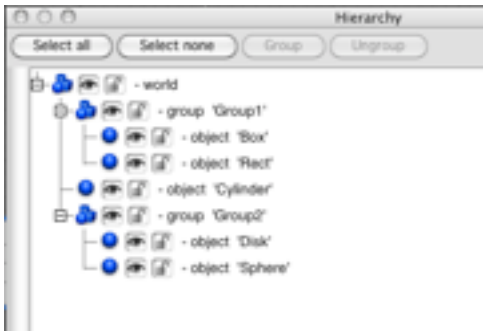 Hierarchy
Select all Select none Group Ungroup
- world
- group 'Group1'
- object 'Box'
- object 'Rect'
- object 'Cylinder'
- group 'Group2'
- object 'Disk'
- object 'Sphere'